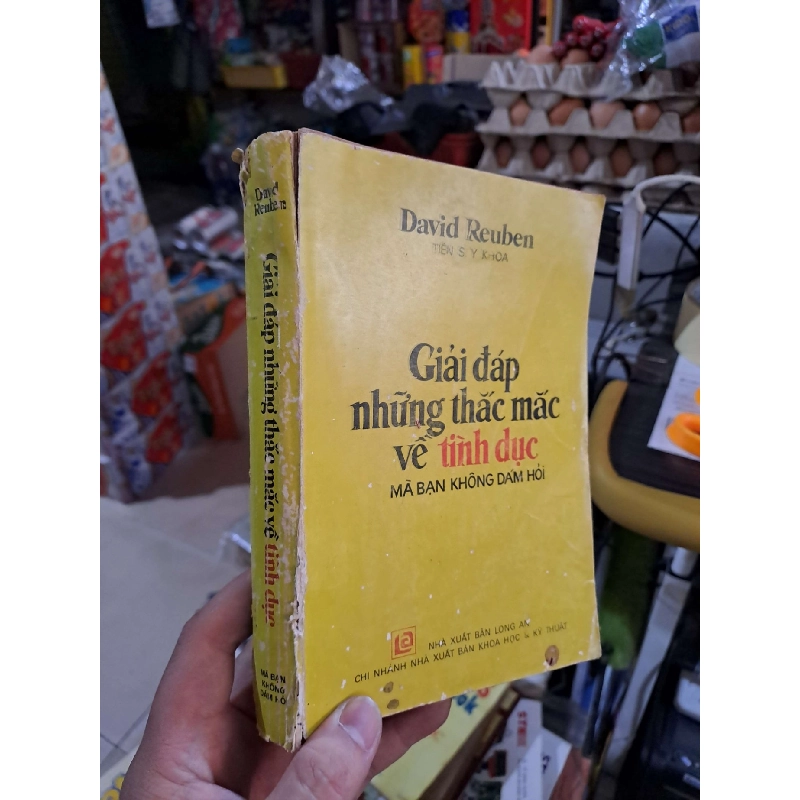 David Reuben
TIẾN SĨ Y KHOA
Giải đáp
những thắc mắc
về tình dục
MÀ BẠN KHÔNG DÁM HỎI
NHÀ XUẤT BẢN LONG AN
CHI NHÁNH NHÀ XUẤT BẢN KHOA HỌC & KỸ THUẬT
David
Reuben
Giải đáp những thắc mắc về tình dục
MÀ BẠN
KHÔNG
DÁM HỎI